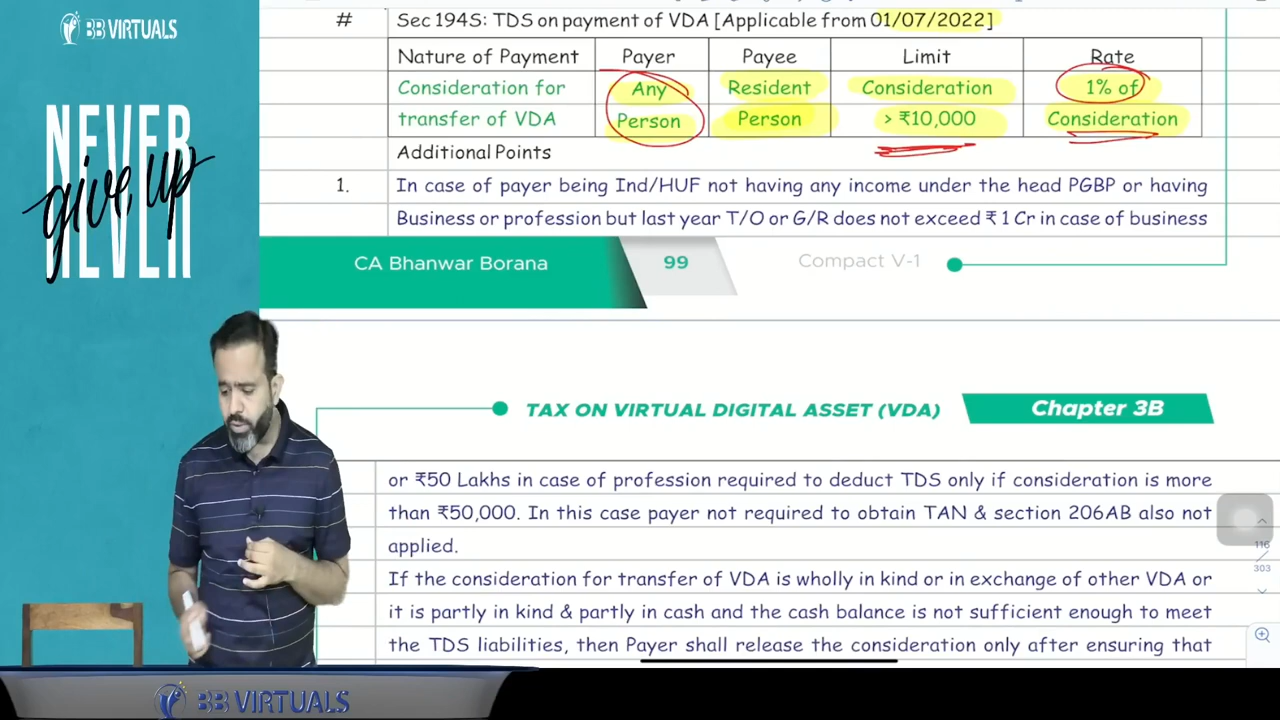 BB VIRTUALS
NEVER
give up
NEVER
# Sec 194S: TDS on payment of VDA [Applicable from 01/07/2022]
Nature of Payment Payer Payee Limit Rate
Consideration for Any Resident Consideration 1% of
transfer of VDA Person Person > ₹10,000 Consideration
Additional Points
1. In case of payer being Ind/HUF not having any income under the head PGBP or having
Business or profession but last year T/O or G/R does not exceed ₹ 1 Cr in case of business
CA Bhanwar Borana 99 Compact V-1
TAX ON VIRTUAL DIGITAL ASSET (VDA) Chapter 3B
or ₹50 Lakhs in case of profession required to deduct TDS only if consideration is more
than ₹50,000. In this case payer not required to obtain TAN & section 206AB also not
applied.
If the consideration for transfer of VDA is wholly in kind or in exchange of other VDA or
it is partly in kind & partly in cash and the cash balance is not sufficient enough to meet
the TDS liabilities, then Payer shall release the consideration only after ensuring that
116
303
BB VIRTUALS